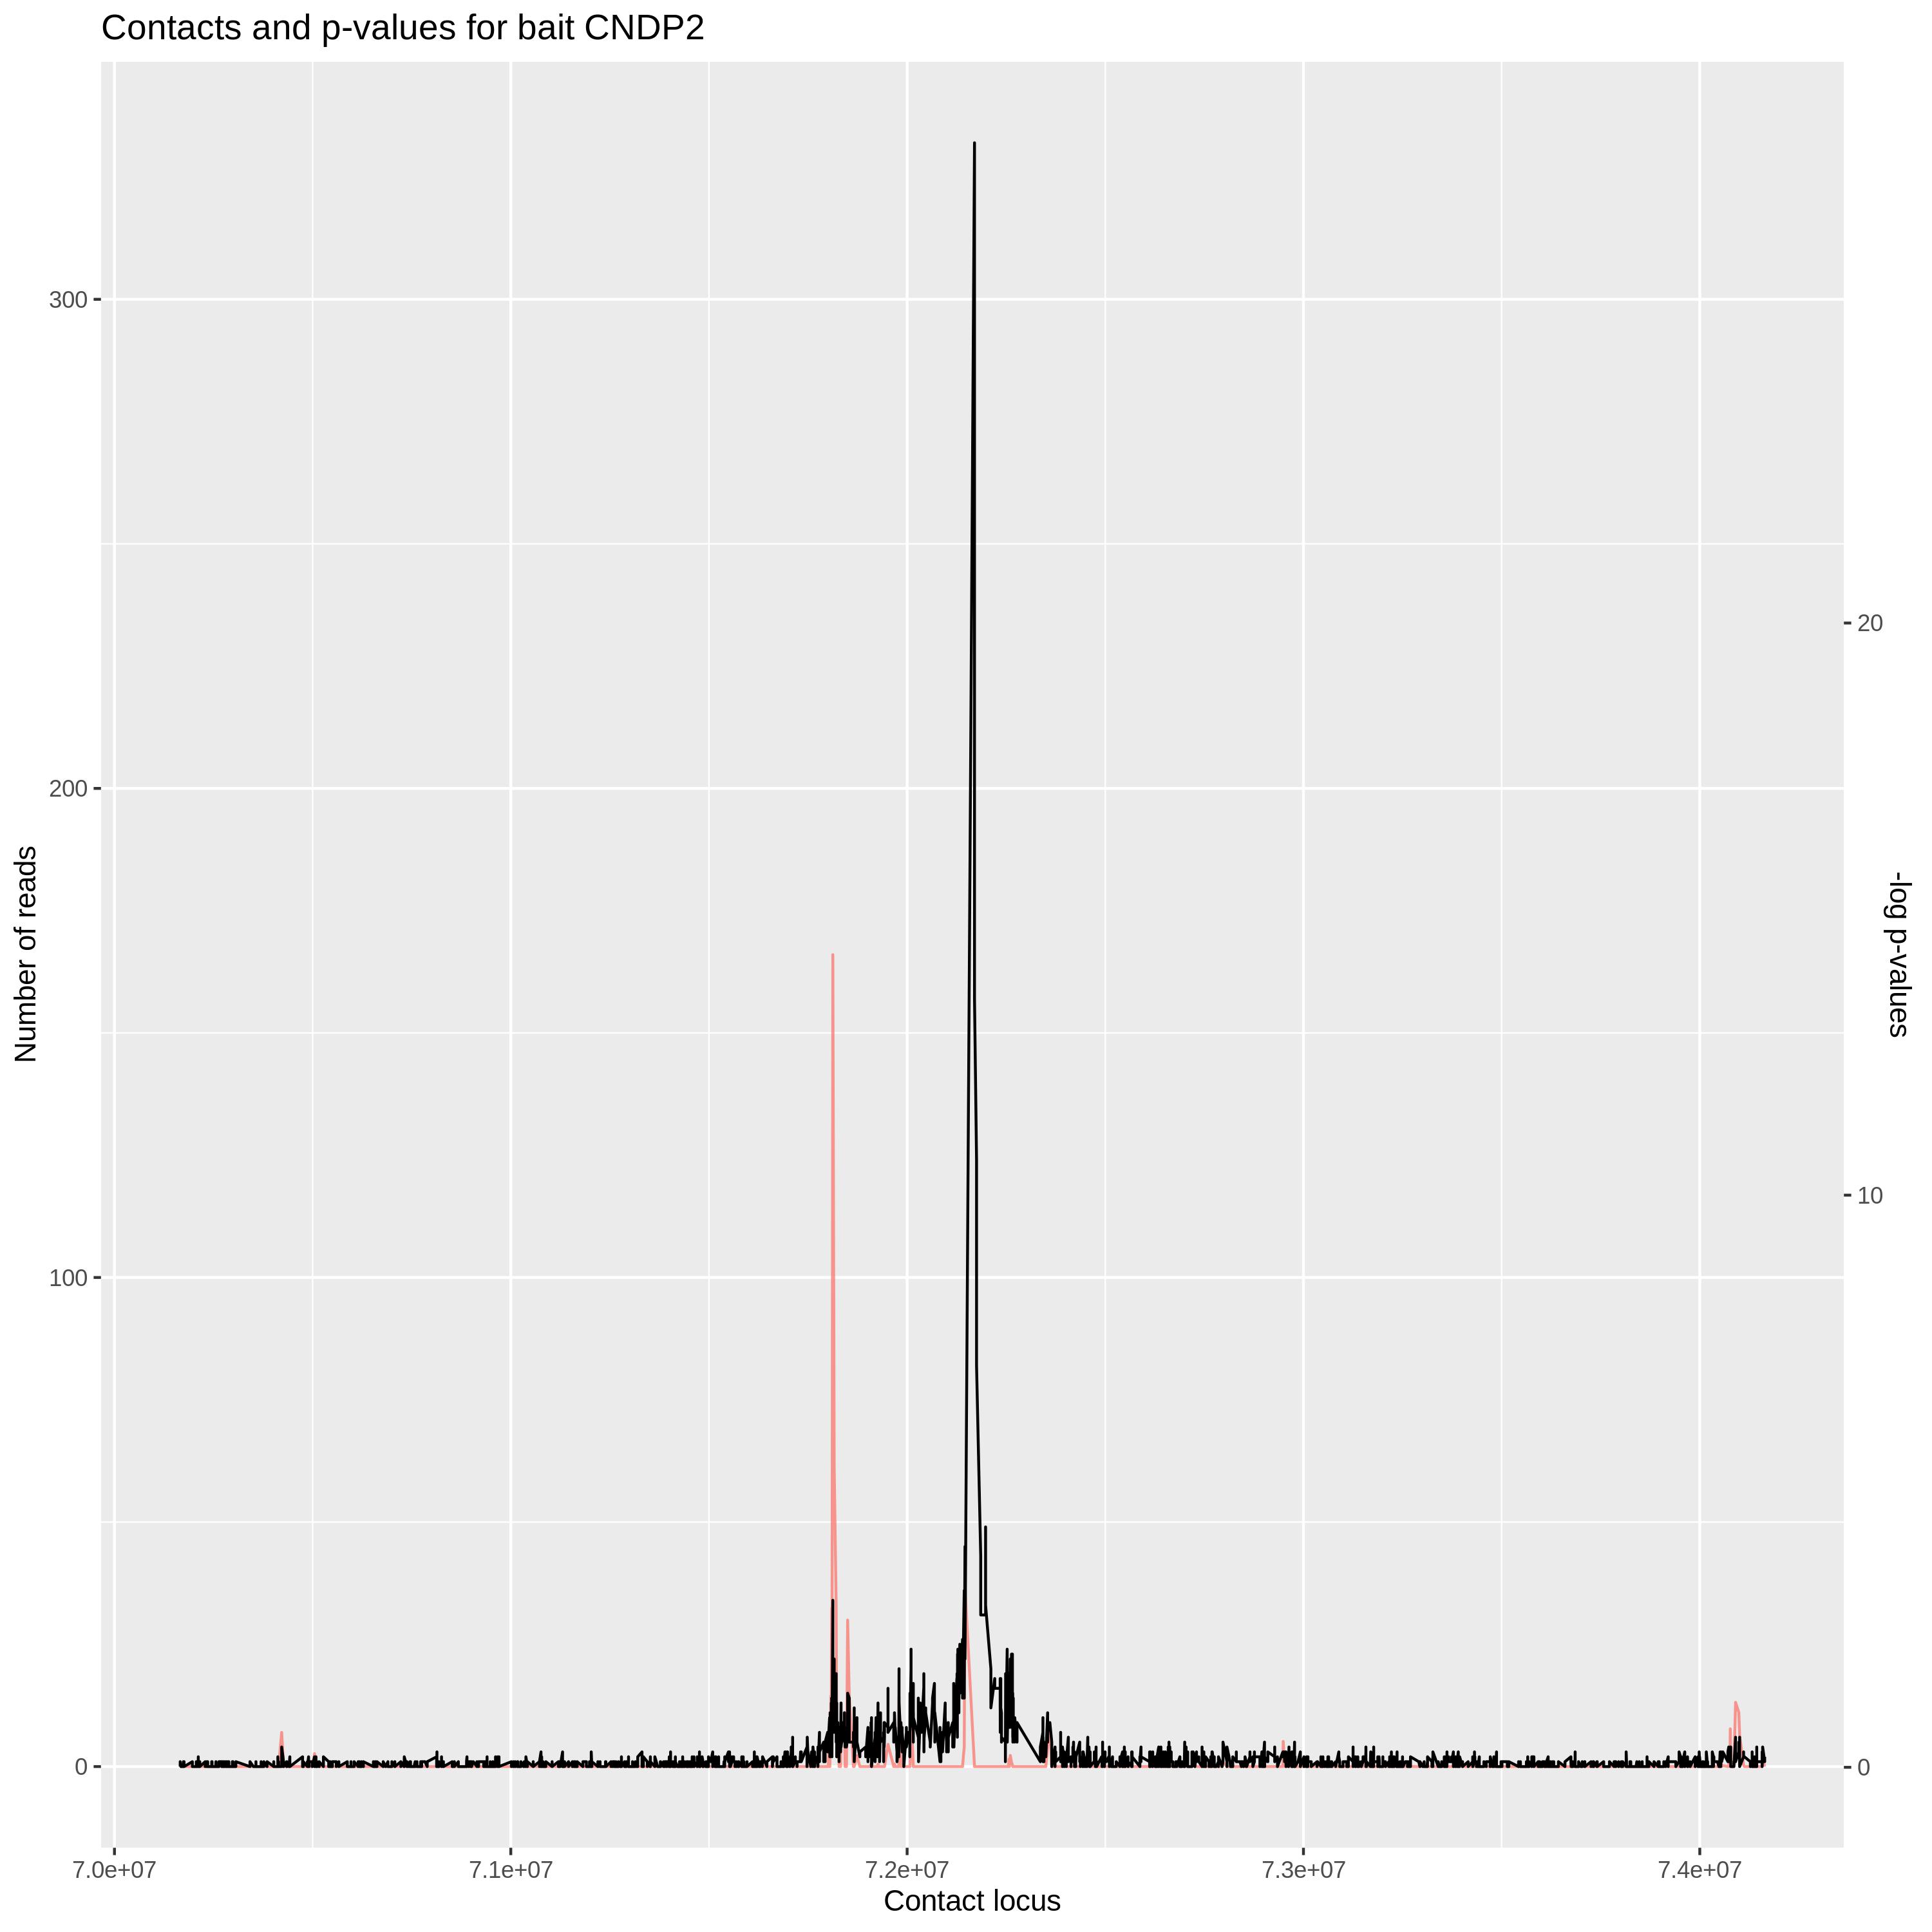 Contacts and p-values for bait CNDP2
Number of reads
300
200
100
0
-log p-values
20
10
0
7.0e+07
7.1e+07
7.2e+07
7.3e+07
7.4e+07
Contact locus